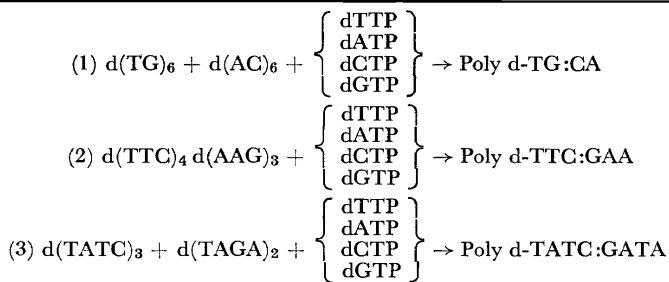 dTTP
dATP
(1) d(TG)₆ + d(AC)₆ + { } → Poly d-TG:CA
dCTP
dGTP
dTTP
dATP
(2) d(TTC)₄ d(AAG)₃ + { } → Poly d-TTC:GAA
dCTP
dGTP
dTTP
dATP
(3) d(TATC)₃ + d(TAGA)₂ + { } → Poly d-TATC:GATA
dCTP
dGTP